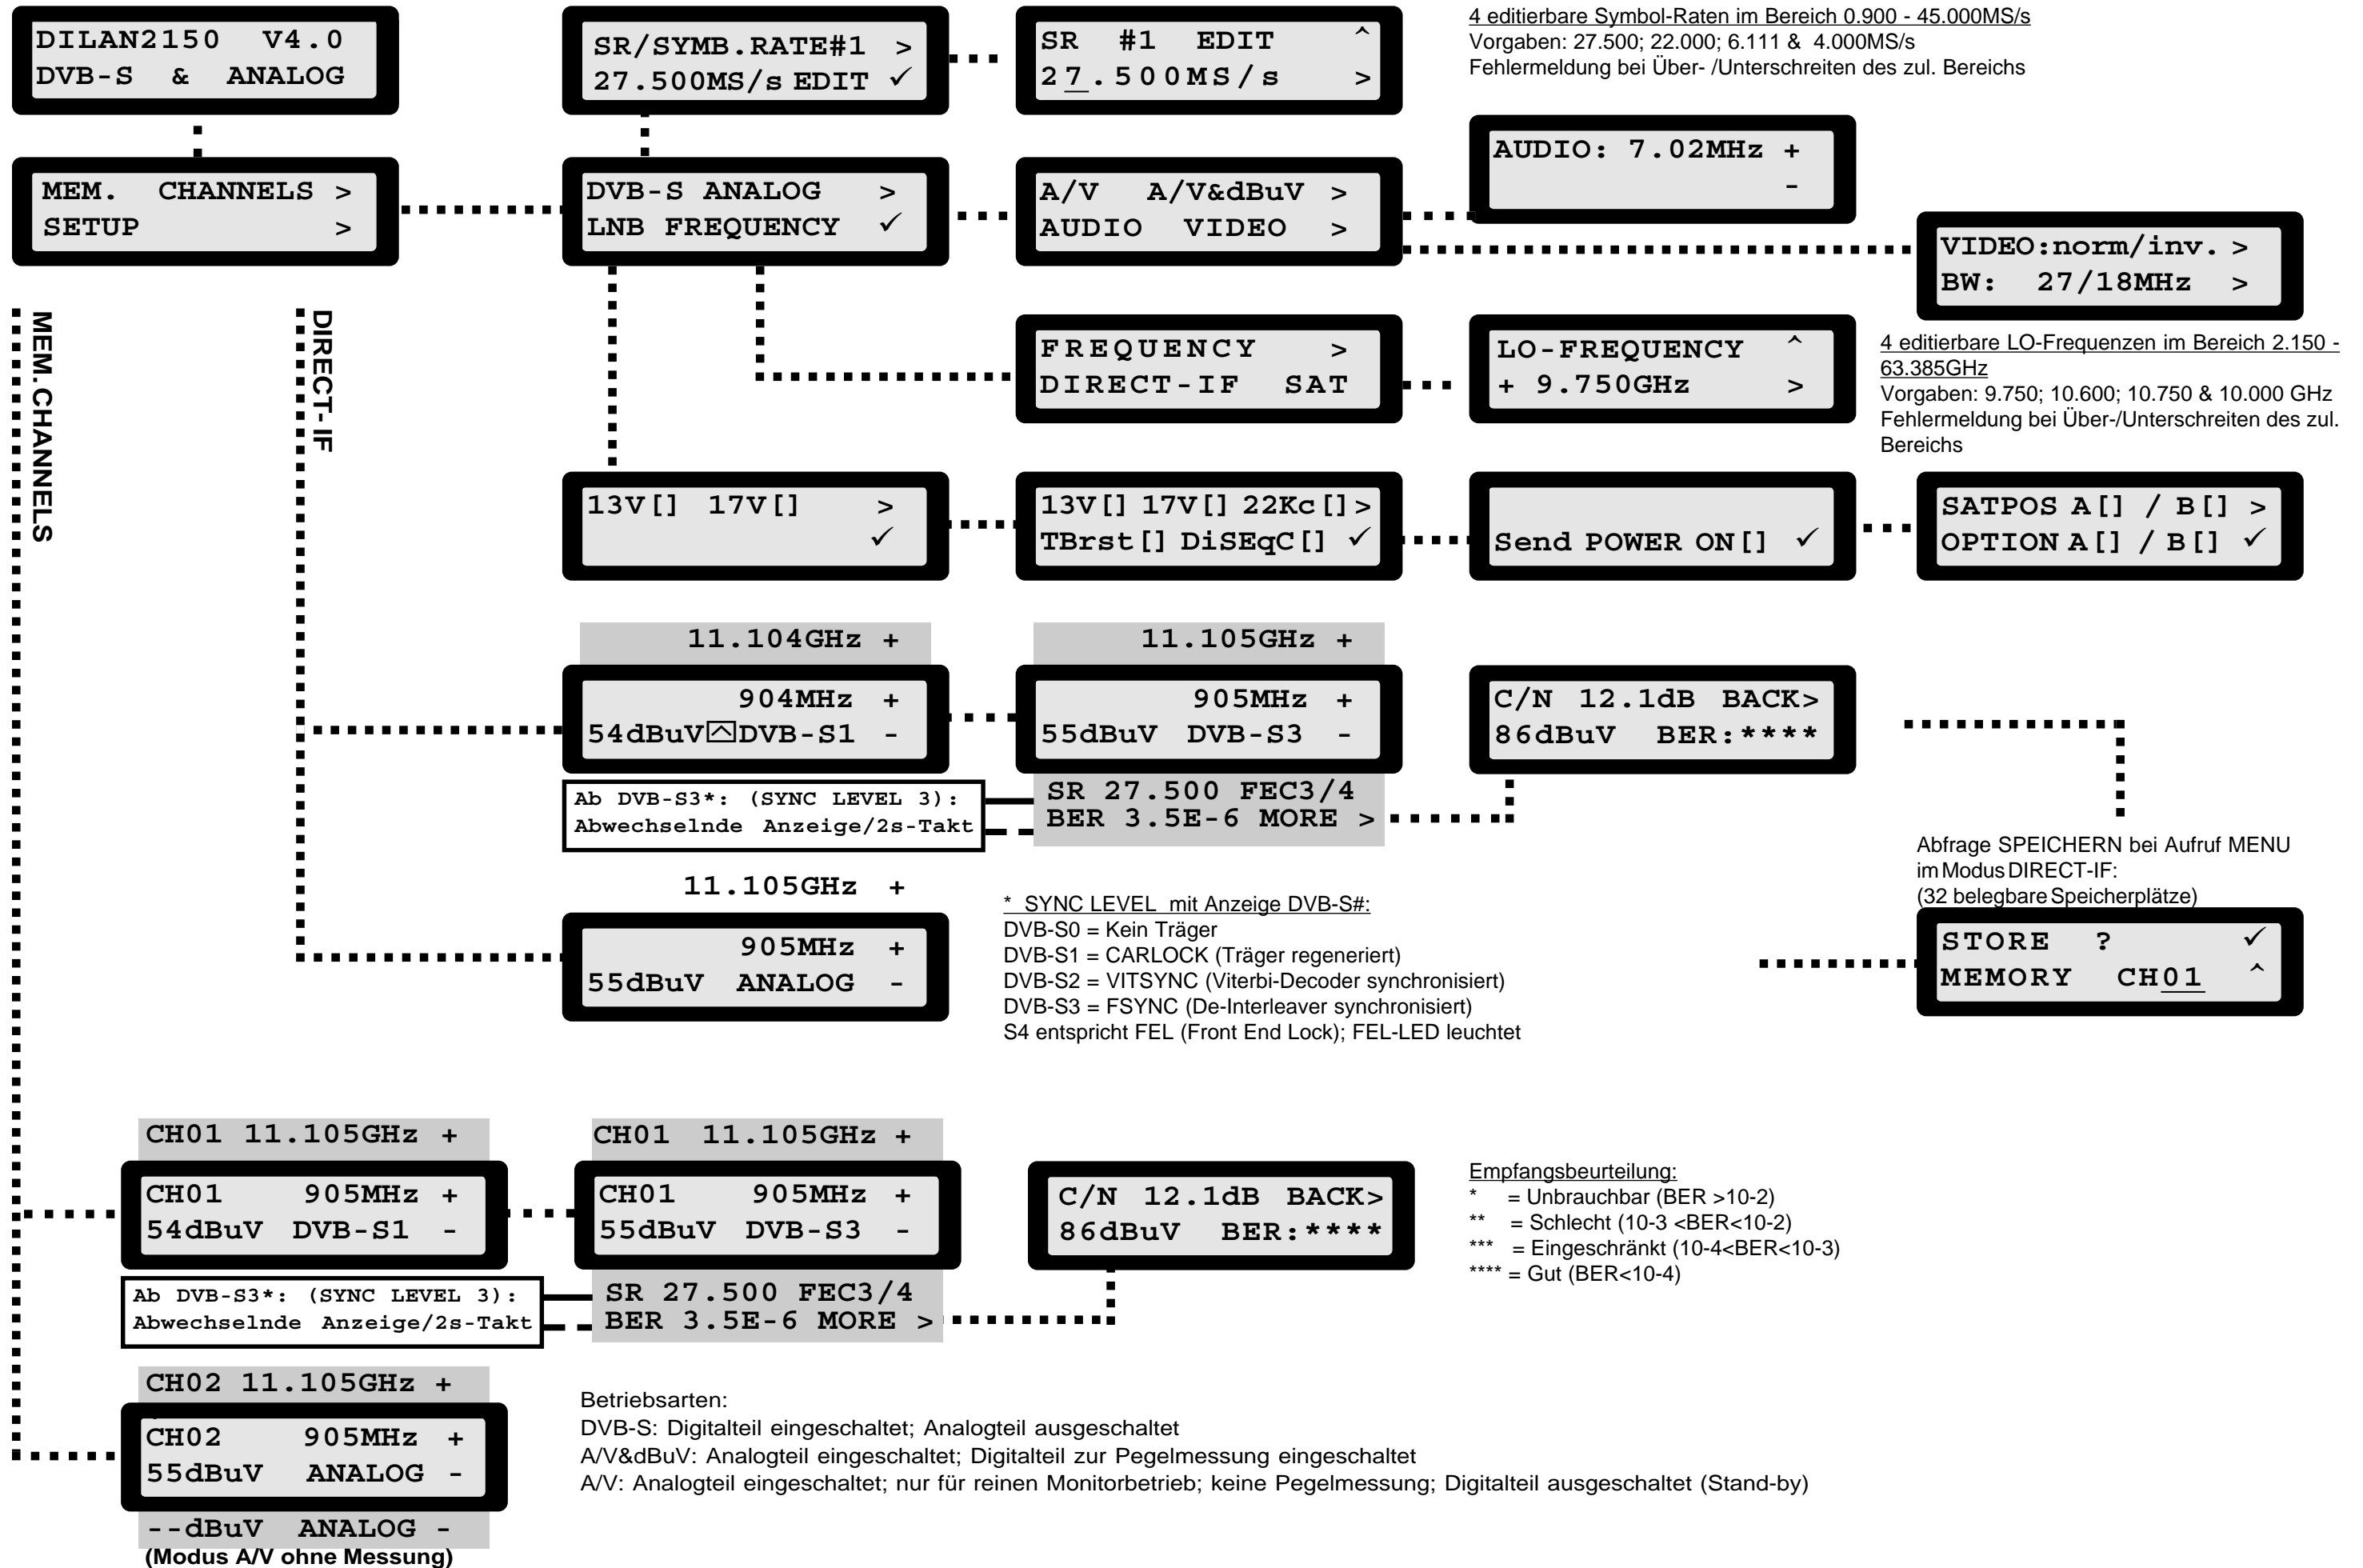 DILAN2150 V4.0
DVB-S & ANALOG
SR/SYMB.RATE#1 >
27.500MS/s EDIT ✓
SR #1 EDIT ^
27.500MS/s >
4 editierbare Symbol-Raten im Bereich 0.900 - 45.000MS/s
Vorgaben: 27.500; 22.000; 6.111 & 4.000MS/s
Fehlermeldung bei Über- /Unterschreiten des zul. Bereichs
MEM. CHANNELS >
SETUP >
DVB-S ANALOG >
LNB FREQUENCY ✓
A/V A/V&dBuV >
AUDIO VIDEO >
AUDIO: 7.02MHz +
-
VIDEO:norm/inv. >
BW: 27/18MHz >
MEM.CHANNELS
DIRECT-IF
FREQUENCY >
DIRECT-IF SAT
LO-FREQUENCY ^
+ 9.750GHz >
4 editierbare LO-Frequenzen im Bereich 2.150 -
63.385GHz
Vorgaben: 9.750; 10.600; 10.750 & 10.000 GHz
Fehlermeldung bei Über-/Unterschreiten des zul.
Bereichs
13V[] 17V[] >
✓
13V[] 17V[] 22Kc[]>
TBrst[] DiSEqC[] ✓
Send POWER ON[] ✓
SATPOS A[] / B[] >
OPTION A[] / B[] ✓
11.104GHz +
904MHz +
54dBuV^DVB-S1 -
11.105GHz +
905MHz +
55dBuV DVB-S3 -
C/N 12.1dB BACK>
86dBuV BER:****
Ab DVB-S3*: (SYNC LEVEL 3):
Abwechselnde Anzeige/2s-Takt
SR 27.500 FEC3/4
BER 3.5E-6 MORE >
Abfrage SPEICHERN bei Aufruf MENU
im Modus DIRECT-IF:
(32 belegbare Speicherplätze)
STORE ? ✓
MEMORY CH01 ^
11.105GHz +
905MHz +
55dBuV ANALOG -
* SYNC LEVEL mit Anzeige DVB-S#:
DVB-S0 = Kein Träger
DVB-S1 = CARLOCK (Träger regeneriert)
DVB-S2 = VITSYNC (Viterbi-Decoder synchronisiert)
DVB-S3 = FSYNC (De-Interleaver synchronisiert)
S4 entspricht FEL (Front End Lock); FEL-LED leuchtet
CH01 11.105GHz +
CH01 905MHz +
54dBuV DVB-S1 -
CH01 11.105GHz +
CH01 905MHz +
55dBuV DVB-S3 -
C/N 12.1dB BACK>
86dBuV BER:****
Empfangsbeurteilung:
* = Unbrauchbar (BER >10-2)
** = Schlecht (10-3 <BER<10-2)
*** = Eingeschränkt (10-4<BER<10-3)
**** = Gut (BER<10-4)
Ab DVB-S3*: (SYNC LEVEL 3):
Abwechselnde Anzeige/2s-Takt
SR 27.500 FEC3/4
BER 3.5E-6 MORE >
CH02 11.105GHz +
CH02 905MHz +
55dBuV ANALOG -
--dBuV ANALOG -
(Modus A/V ohne Messung)
Betriebsarten:
DVB-S: Digitalteil eingeschaltet; Analogteil ausgeschaltet
A/V&dBuV: Analogteil eingeschaltet; Digitalteil zur Pegelmessung eingeschaltet
A/V: Analogteil eingeschaltet; nur für reinen Monitorbetrieb; keine Pegelmessung; Digitalteil ausgeschaltet (Stand-by)